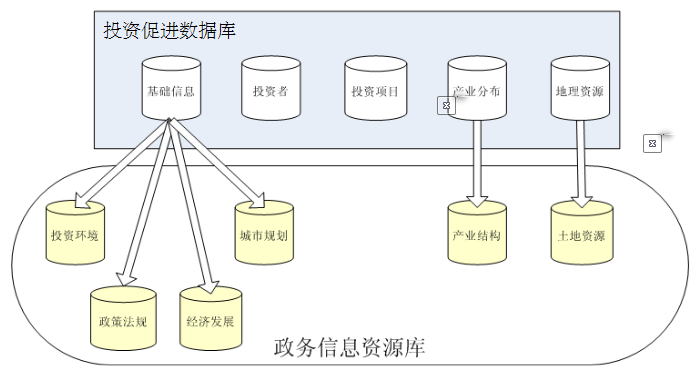 投资促进数据库
基础信息
投资者
投资项目
产业分布
地理资源
投资环境
城市规划
产业结构
土地资源
政策法规
经济发展
政务信息资源库